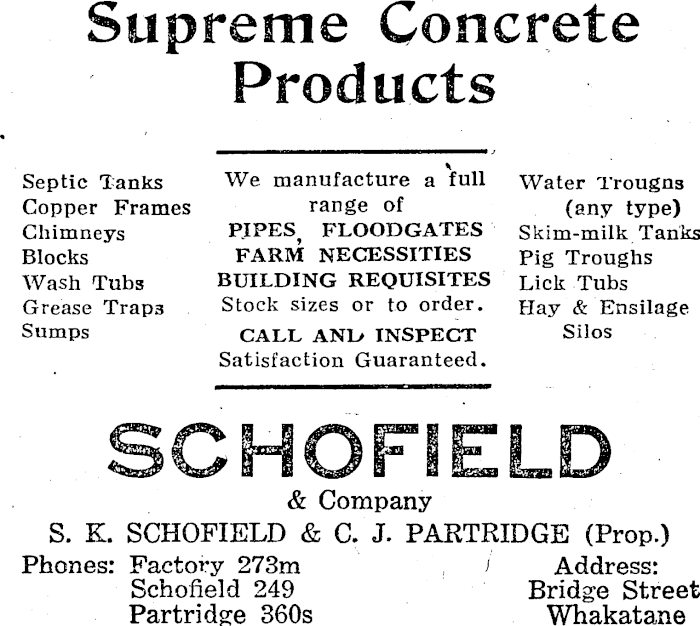 Supreme Concrete
Products
Septic Tanks
Copper Frames
Chimneys
Blocks
Wash Tubs
Grease Traps
Sumps
We manufacture a full
range of
PIPES, FLOODGATES
FARM NECESSITIES
BUILDING REQUISITES
Stock sizes or to order.
CALL AND INSPECT
Satisfaction Guaranteed.
Water Troughs
(any type)
Skim-milk Tanks
Pig Troughs
Lick Tubs
Hay & Ensilage
Silos
SCHOFIELD
& Company
S. K. SCHOFIELD & C. J. PARTRIDGE (Prop.)
Phones: Factory 273m
Schofield 249
Partridge 360s
Address:
Bridge Street
Whakatane